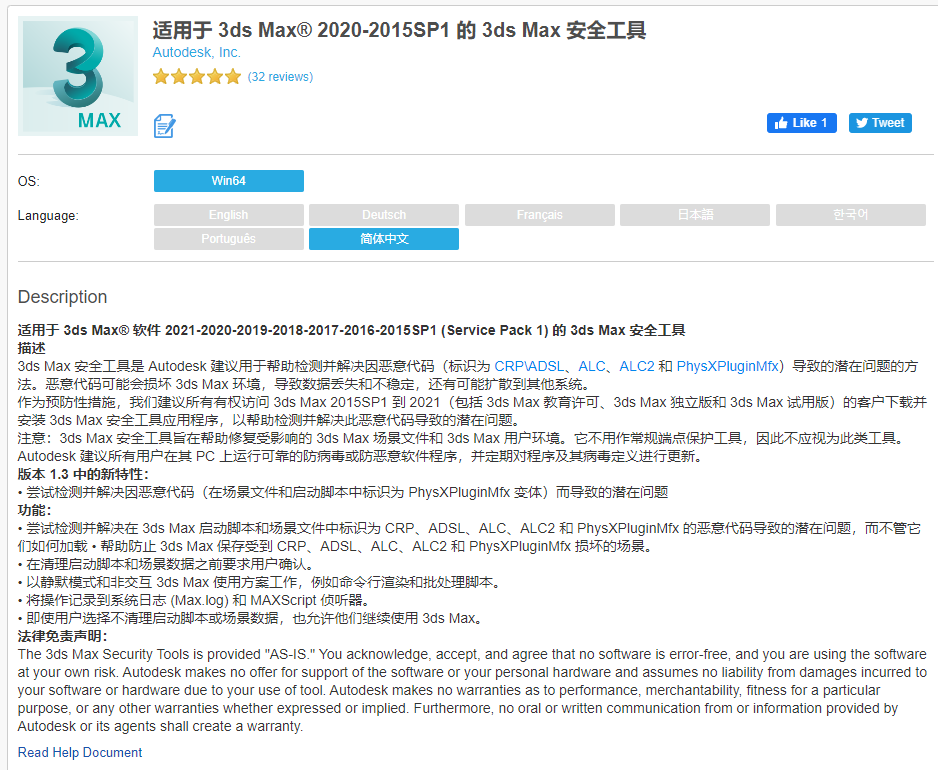 适用于 3ds Max® 2020-2015SP1 的 3ds Max 安全工具
Autodesk, Inc.
(32 reviews)
3
MAX
Like 1
Tweet
OS:
Win64
Language:
English
Deutsch
Français
日本語
한국어
Português
简体中文
Description
适用于 3ds Max® 软件 2021-2020-2019-2018-2017-2016-2015SP1 (Service Pack 1) 的 3ds Max 安全工具
描述
3ds Max 安全工具是 Autodesk 建议用于帮助检测并解决因恶意代码（标识为 CRP\ADSL、ALC、ALC2 和 PhysXPluginMfx）导致的潜在问题的方
法。恶意代码可能会损坏 3ds Max 环境，导致数据丢失和不稳定，还有可能扩散到其他系统。
作为预防性措施，我们建议所有有权访问 3ds Max 2015SP1 到 2021（包括 3ds Max 教育许可、3ds Max 独立版和 3ds Max 试用版）的客户下载并
安装 3ds Max 安全工具应用程序，以帮助检测并解决此恶意代码导致的潜在问题。
注意：3ds Max 安全工具旨在帮助修复受影响的 3ds Max 场景文件和 3ds Max 用户环境。它不用作常规端点保护工具，因此不应视为此类工具。
Autodesk 建议所有用户在其 PC 上运行可靠的防病毒或防恶意软件程序，并定期对程序及其病毒定义进行更新。
版本 1.3 中的新特性：
• 尝试检测并解决因恶意代码（在场景文件和启动脚本中标识为 PhysXPluginMfx 变体）而导致的潜在问题
功能：
• 尝试检测并解决在 3ds Max 启动脚本和场景文件中标识为 CRP、ADSL、ALC、ALC2 和 PhysXPluginMfx 的恶意代码导致的潜在问题，而不管它
们如何加载 • 帮助防止 3ds Max 保存受到 CRP、ADSL、ALC、ALC2 和 PhysXPluginMfx 损坏的场景。
• 在清理启动脚本和场景数据之前要求用户确认。
• 以静默模式和非交互 3ds Max 使用方案工作，例如命令行渲染和批处理脚本。
• 将操作记录到系统日志 (Max.log) 和 MAXScript 侦听器。
• 即使用户选择不清理启动脚本或场景数据，也允许他们继续使用 3ds Max。
法律免责声明：
The 3ds Max Security Tools is provided "AS-IS." You acknowledge, accept, and agree that no software is error-free, and you are using the software
at your own risk. Autodesk makes no offer for support of the software or your personal hardware and assumes no liability from damages incurred to
your software or hardware due to your use of tool. Autodesk makes no warranties as to performance, merchantability, fitness for a particular
purpose, or any other warranties whether expressed or implied. Furthermore, no oral or written communication from or information provided by
Autodesk or its agents shall create a warranty.
Read Help Document